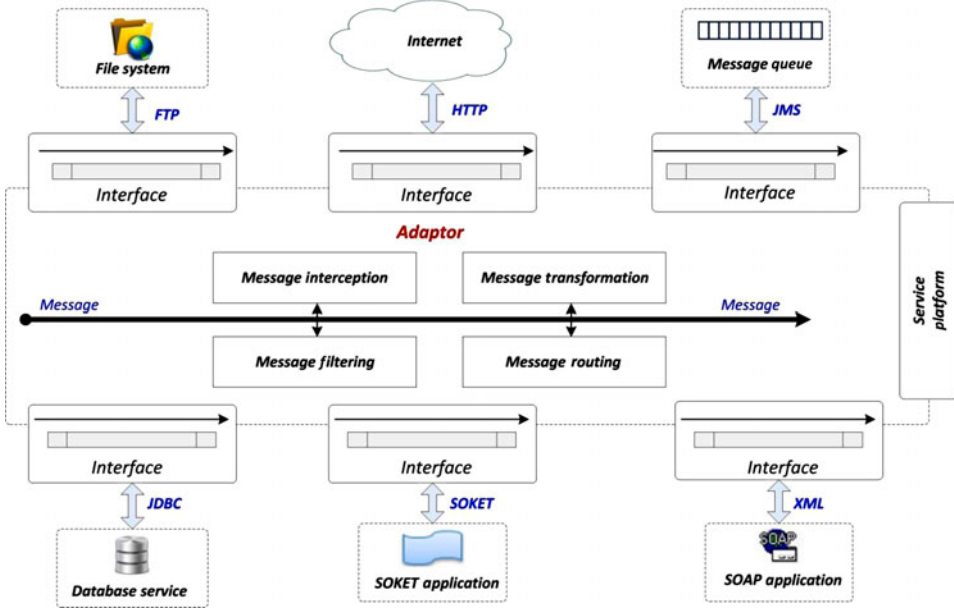 File system
Internet
Message queue
FTP
HTTP
JMS
Interface
Interface
Interface
Adaptor
Message interception
Message transformation
Message
Message
Service
platform
Message filtering
Message routing
Interface
Interface
Interface
JDBC
SOKET
XML
SOAP
Database service
SOKET application
SOAP application